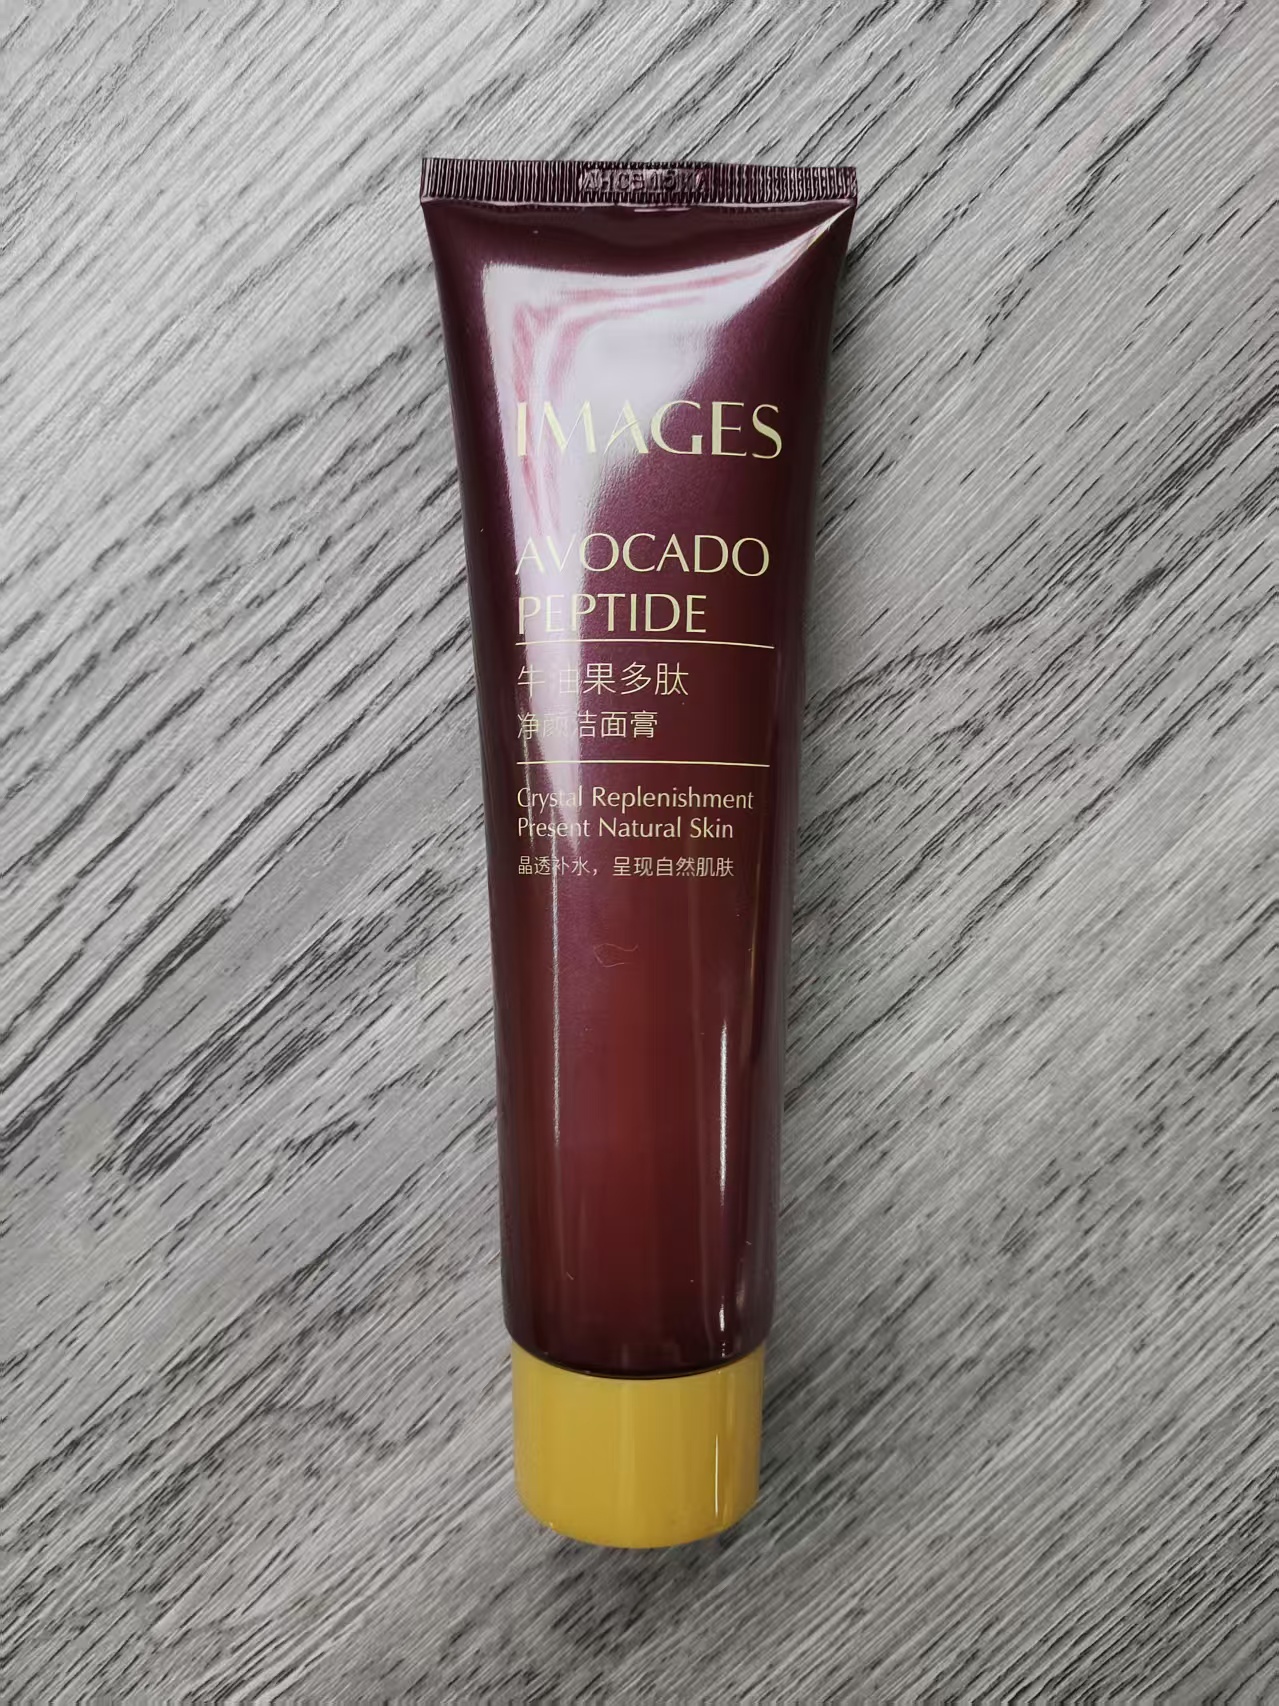 IMAGES
AVOCADO
PEPTIDE
牛油果多肽
净颜洁面膏
Crystal Replenishment
Present Natural Skin
晶透补水，呈现自然肌肤